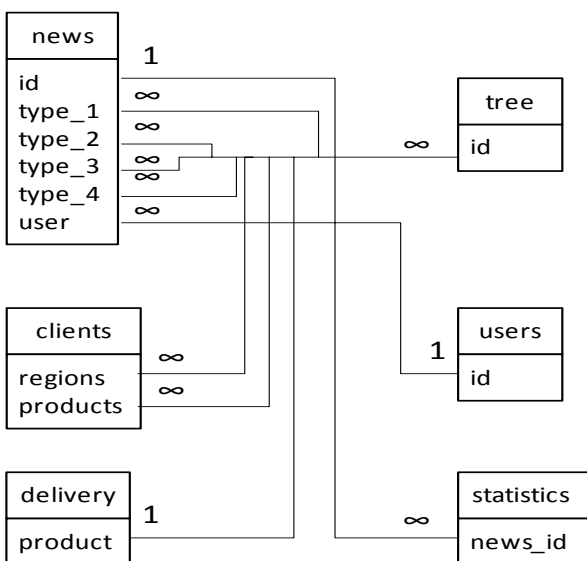 news
id
type_1
type_2
type_3
type_4
user
1
∞
∞
∞
∞
∞
tree
id
∞
clients
regions
products
∞
∞
users
id
1
delivery
product
1
statistics
news_id
∞